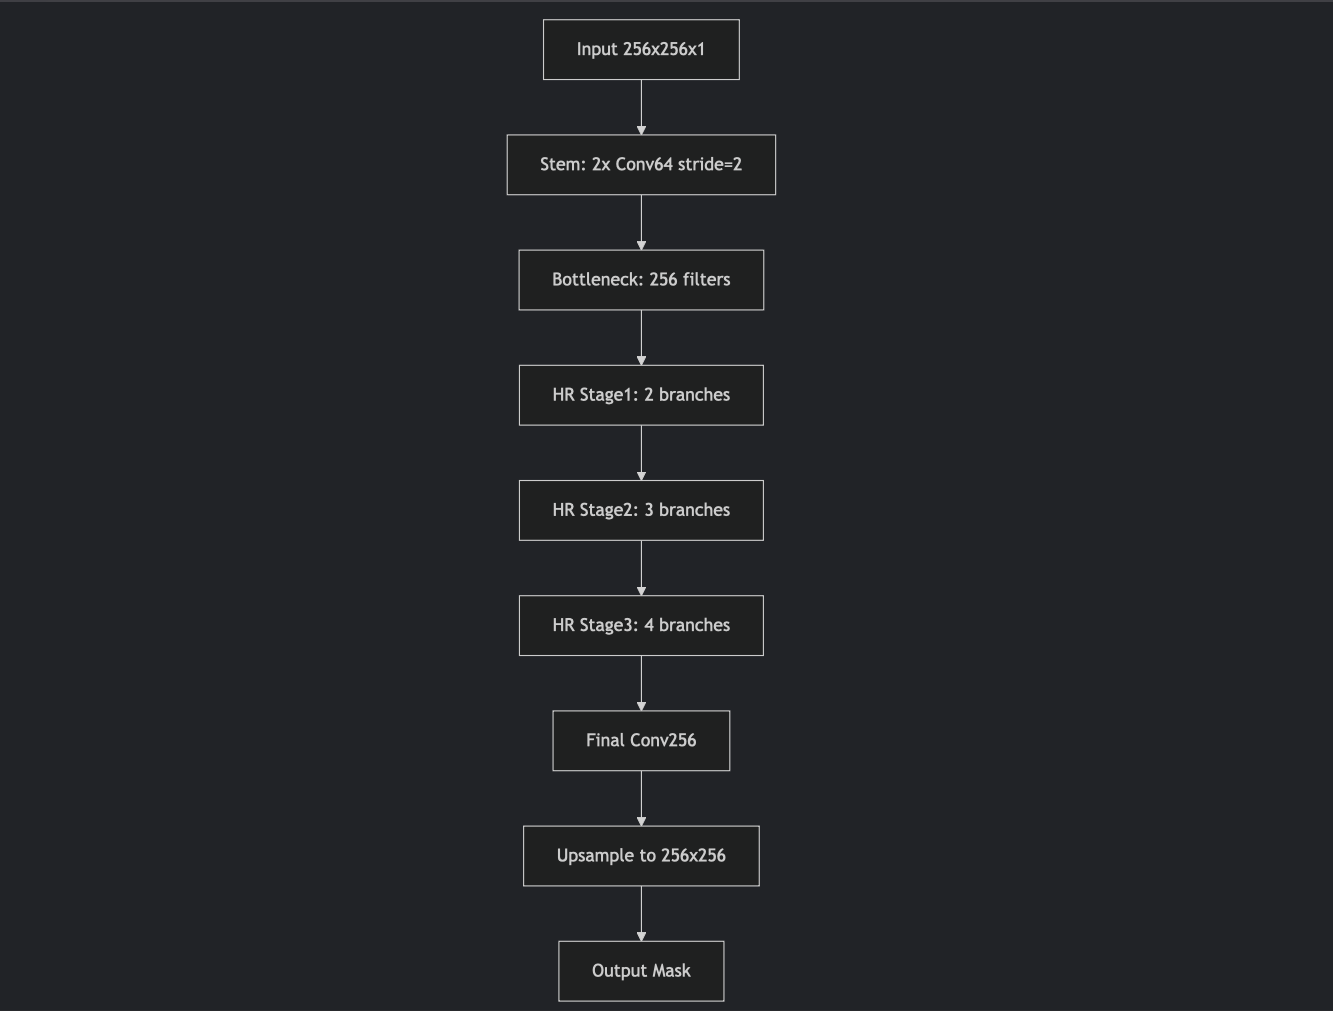 Input 256x256x1
Stem: 2x Conv64 stride=2
Bottleneck: 256 filters
HR Stage1: 2 branches
HR Stage2: 3 branches
HR Stage3: 4 branches
Final Conv256
Upsample to 256x256
Output Mask